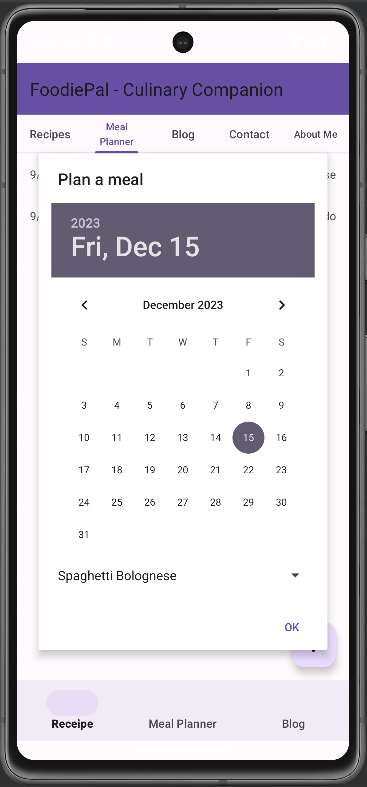 FoodiePal - Culinary Companion
Recipes
Meal
Planner
Blog
Contact
About Me
9/
se
9/
do
Plan a meal
2023
Fri, Dec 15
December 2023
S M T W T F S
1 2
3 4 5 6 7 8 9
10 11 12 13 14 15 16
17 18 19 20 21 22 23
24 25 26 27 28 29 30
31
Spaghetti Bolognese
OK
Receipe
Meal Planner
Blog